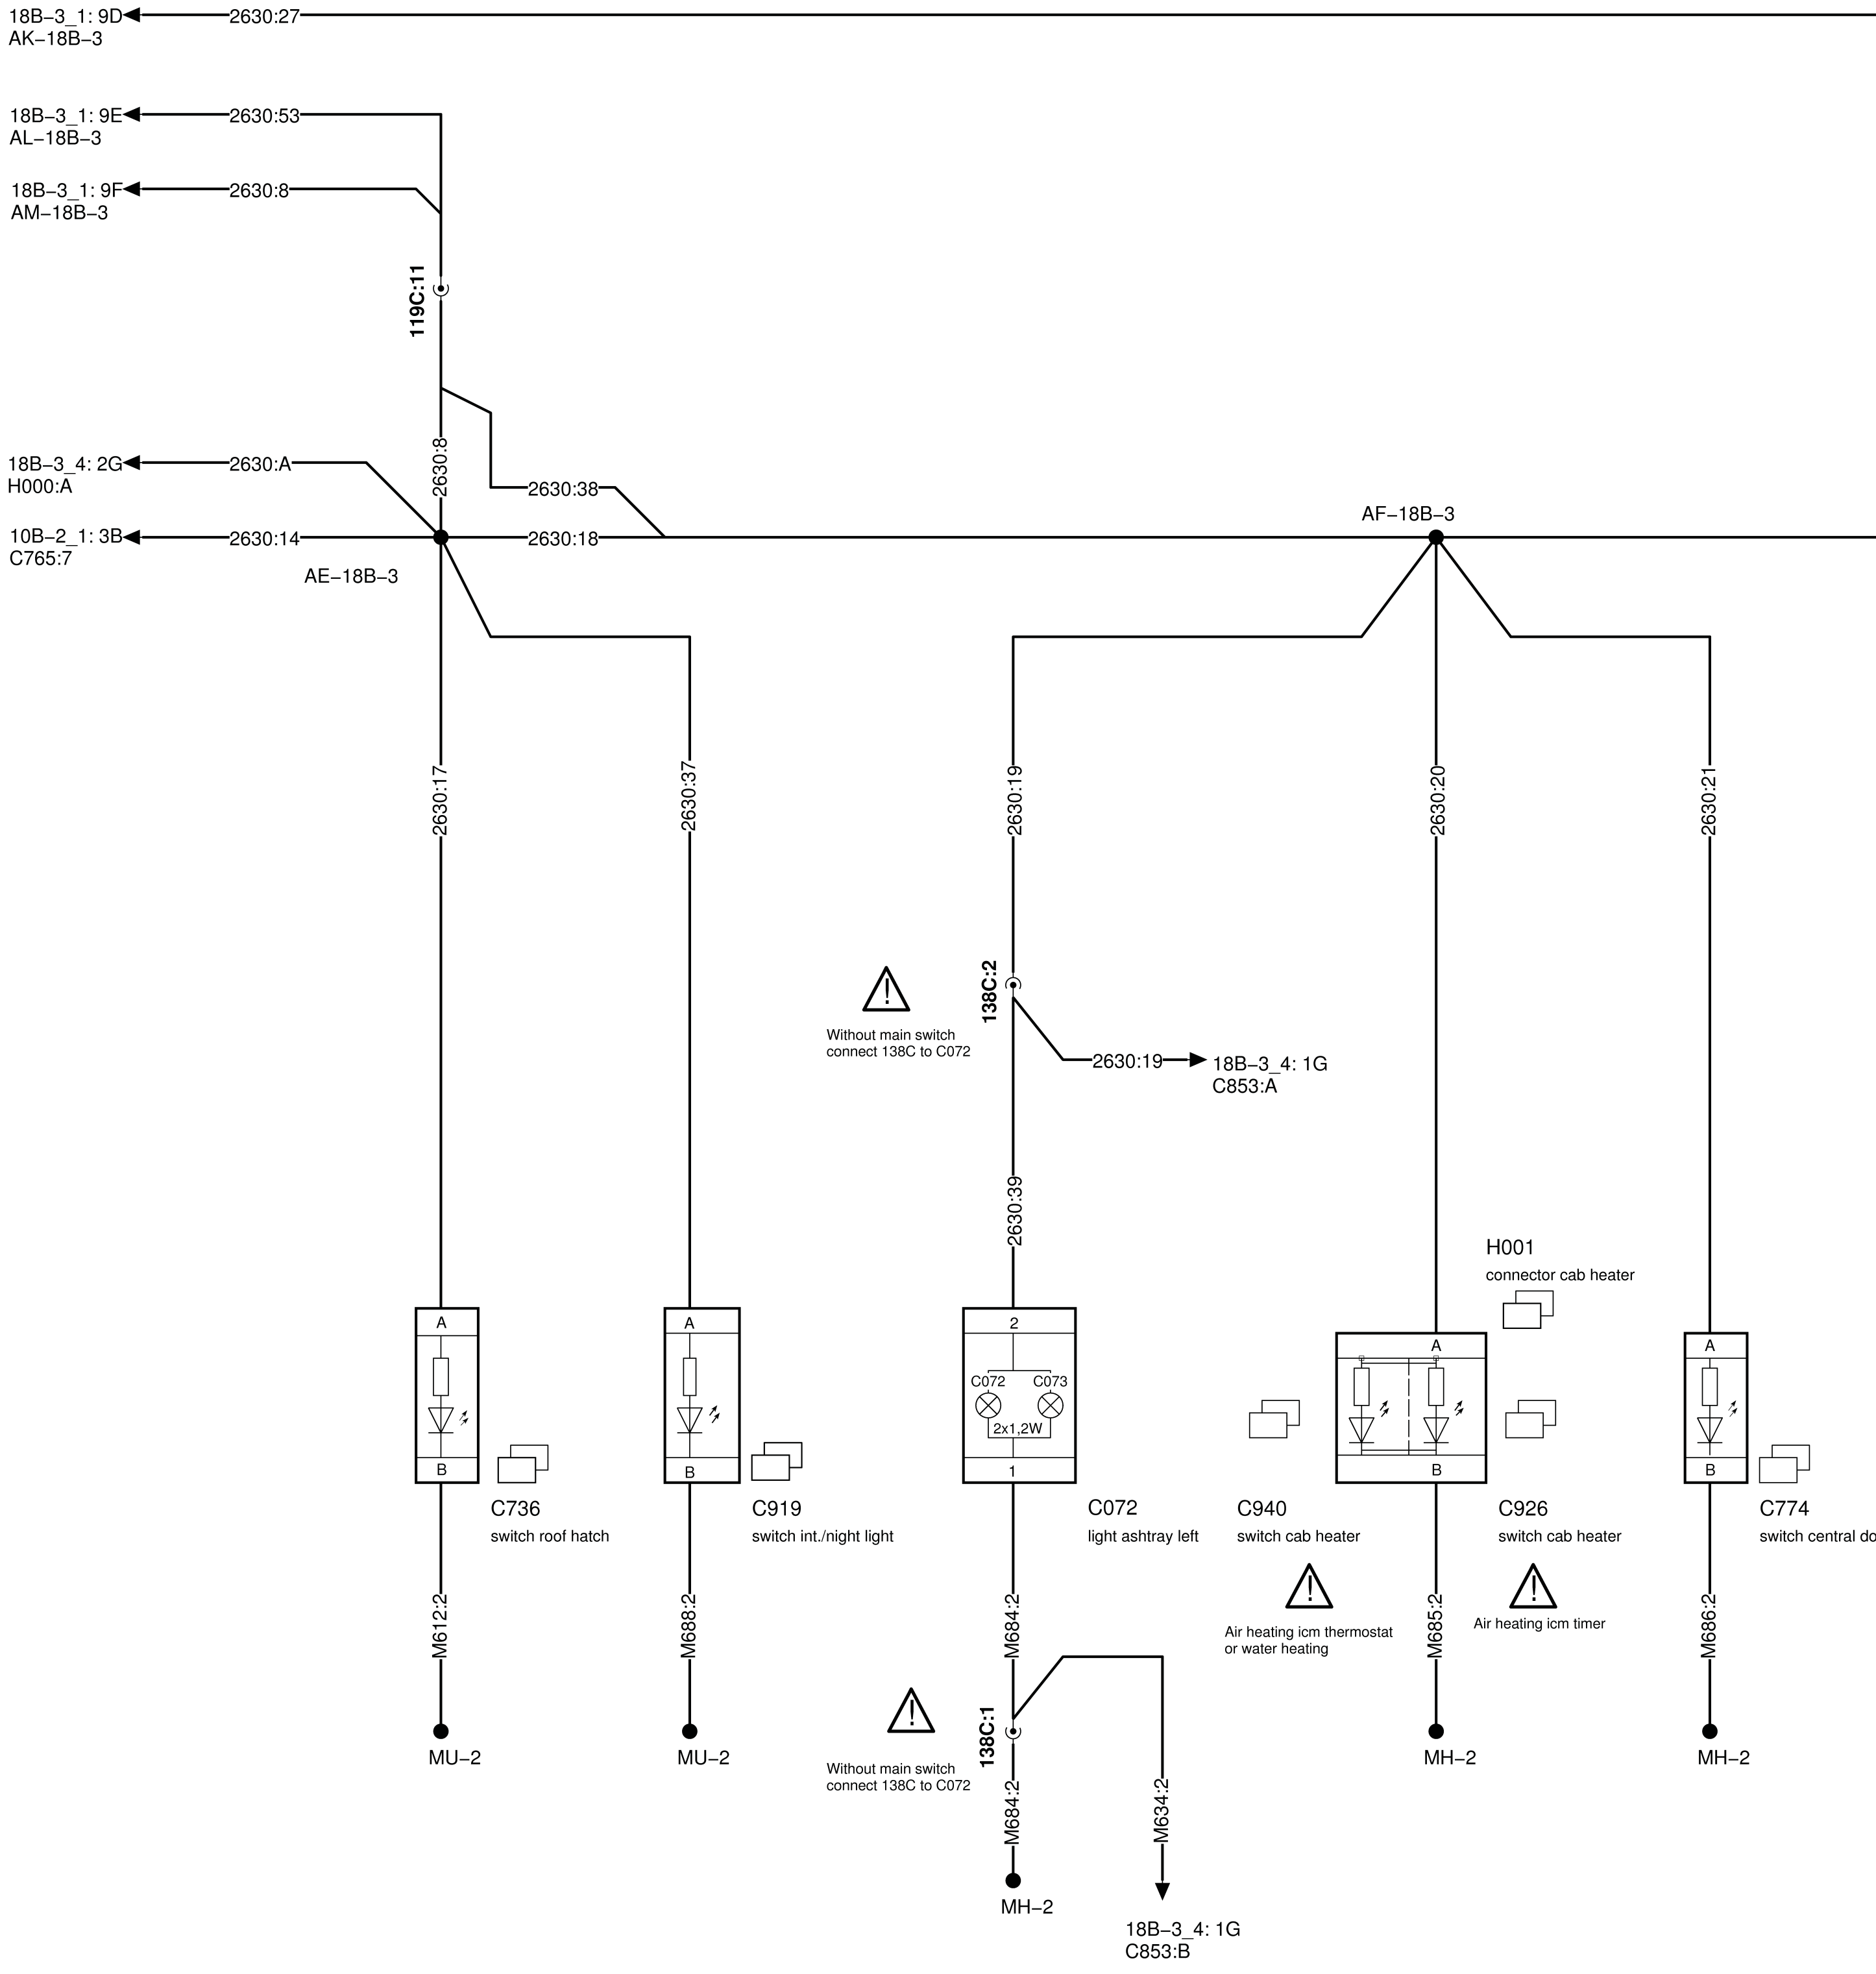 18B–3_1: 9D
2630:27
AK–18B–3
18B–3_1: 9E
2630:53
AL–18B–3
18B–3_1: 9F
2630:8
AM–18B–3
119C:11
2630:8
18B–3_4: 2G
2630:A
H000:A
2630:38
AF–18B–3
10B–2_1: 3B
2630:14
2630:18
C765:7
AE–18B–3
2630:17
2630:37
2630:19
2630:20
2630:21
138C:2
Without main switch
connect 138C to C072
2630:19
18B–3_4: 1G
C853:A
2630:39
H001
connector cab heater
A
A
2
A
A
C072
C073
2x1,2W
B
B
1
B
B
C736
switch roof hatch
C919
switch int./night light
C072
light ashtray left
C940
switch cab heater
C926
switch cab heater
C774
switch central do
Air heating icm thermostat
or water heating
Air heating icm timer
M612:2
M688:2
M684:2
M685:2
M686:2
138C:1
Without main switch
connect 138C to C072
MU–2
MU–2
MH–2
MH–2
M684:2
M634:2
MH–2
18B–3_4: 1G
C853:B